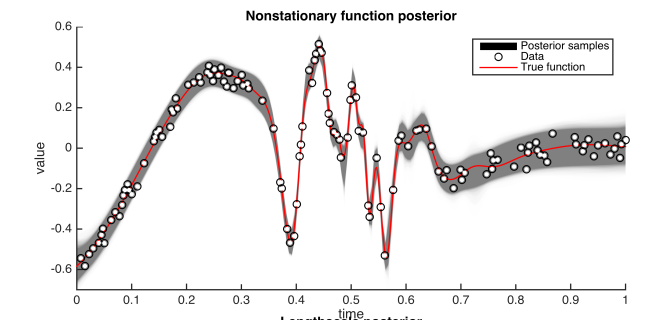 Nonstationary function posterior
Posterior samples
Data
True function
value
0.6
0.4
0.2
0
-0.2
-0.4
-0.6
0 0.1 0.2 0.3 0.4 0.5 0.6 0.7 0.8 0.9 1
time
Lengthscale posterior